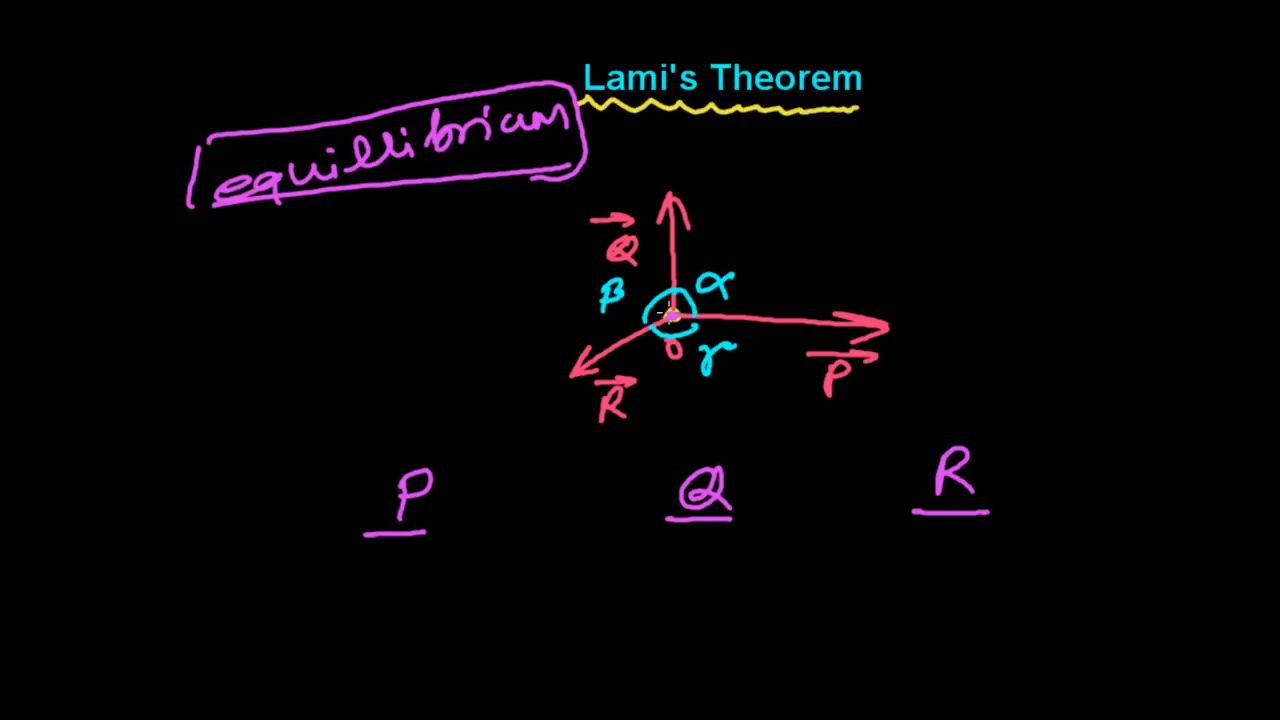 Lami's Theorem
equillibrium
Q
β α
O γ
R P
P Q R